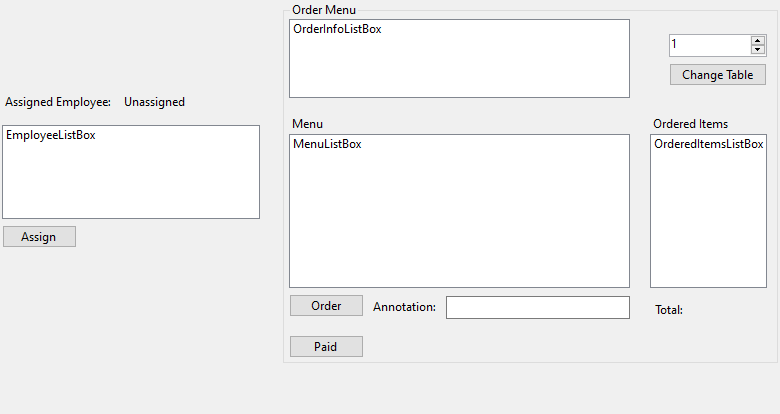 Order Menu
OrderInfoListBox
1
Change Table
Assigned Employee: Unassigned
EmployeeListBox
Assign
Menu
Ordered Items
MenuListBox
OrderedItemsListBox
Order
Annotation:
Total:
Paid